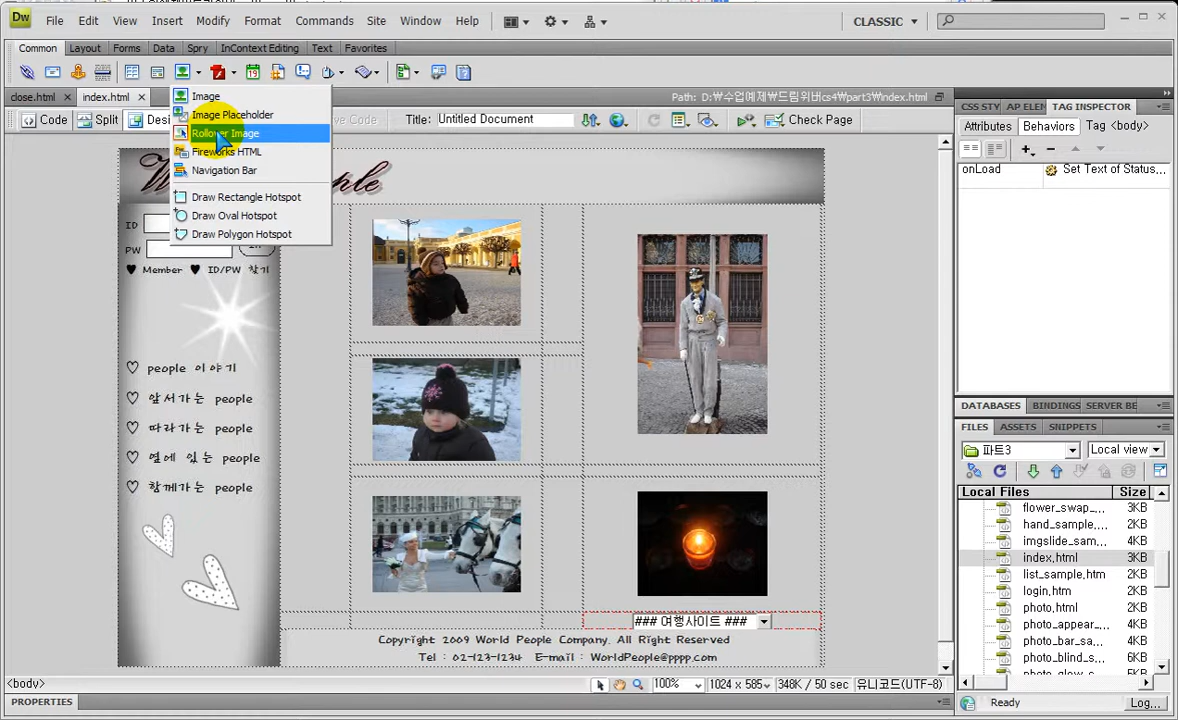 Dw File Edit View Insert Modify Format Commands Site Window Help CLASSIC
Common Layout Forms Data Spry InContext Editing Text Favorites
close.html index.html Path: D:₩수업예제₩드림위버cs4₩part3₩index.html
Code Split Title: Untitled Document Check Page
Image
Image Placeholder
Rollover Image
Fireworks HTML
Navigation Bar
Draw Rectangle Hotspot
Draw Oval Hotspot
Draw Polygon Hotspot
ID
PW
Member ID/PW 찾기
people 이야기
앞서가는 people
따라가는 people
옆에 있는 people
함께가는 people
### 여행사이트 ###
Copyright 2009 World People Company. All Right Reserved
Tel : 02-123-1234 E-mail : WorldPeople@pppp.com
<body> 100% 1024 x 585 348K / 50 sec 유니코드(UTF-8)
PROPERTIES
CSS STY AP ELEN TAG INSPECTOR
Attributes Behaviors Tag <body>
onLoad Set Text of Status...
DATABASES BINDINGS SERVER BE
FILES ASSETS SNIPPETS
파트3 Local view
Local Files Size
flower_swap_... 3KB
hand_sample,... 3KB
imgslide_sam... 4KB
index,html 3KB
list_sample,htm 2KB
login,htm 2KB
photo,html 2KB
photo_appear... 2KB
photo_bar_sa... 3KB
photo_blind_s... 6KB
Ready Log...